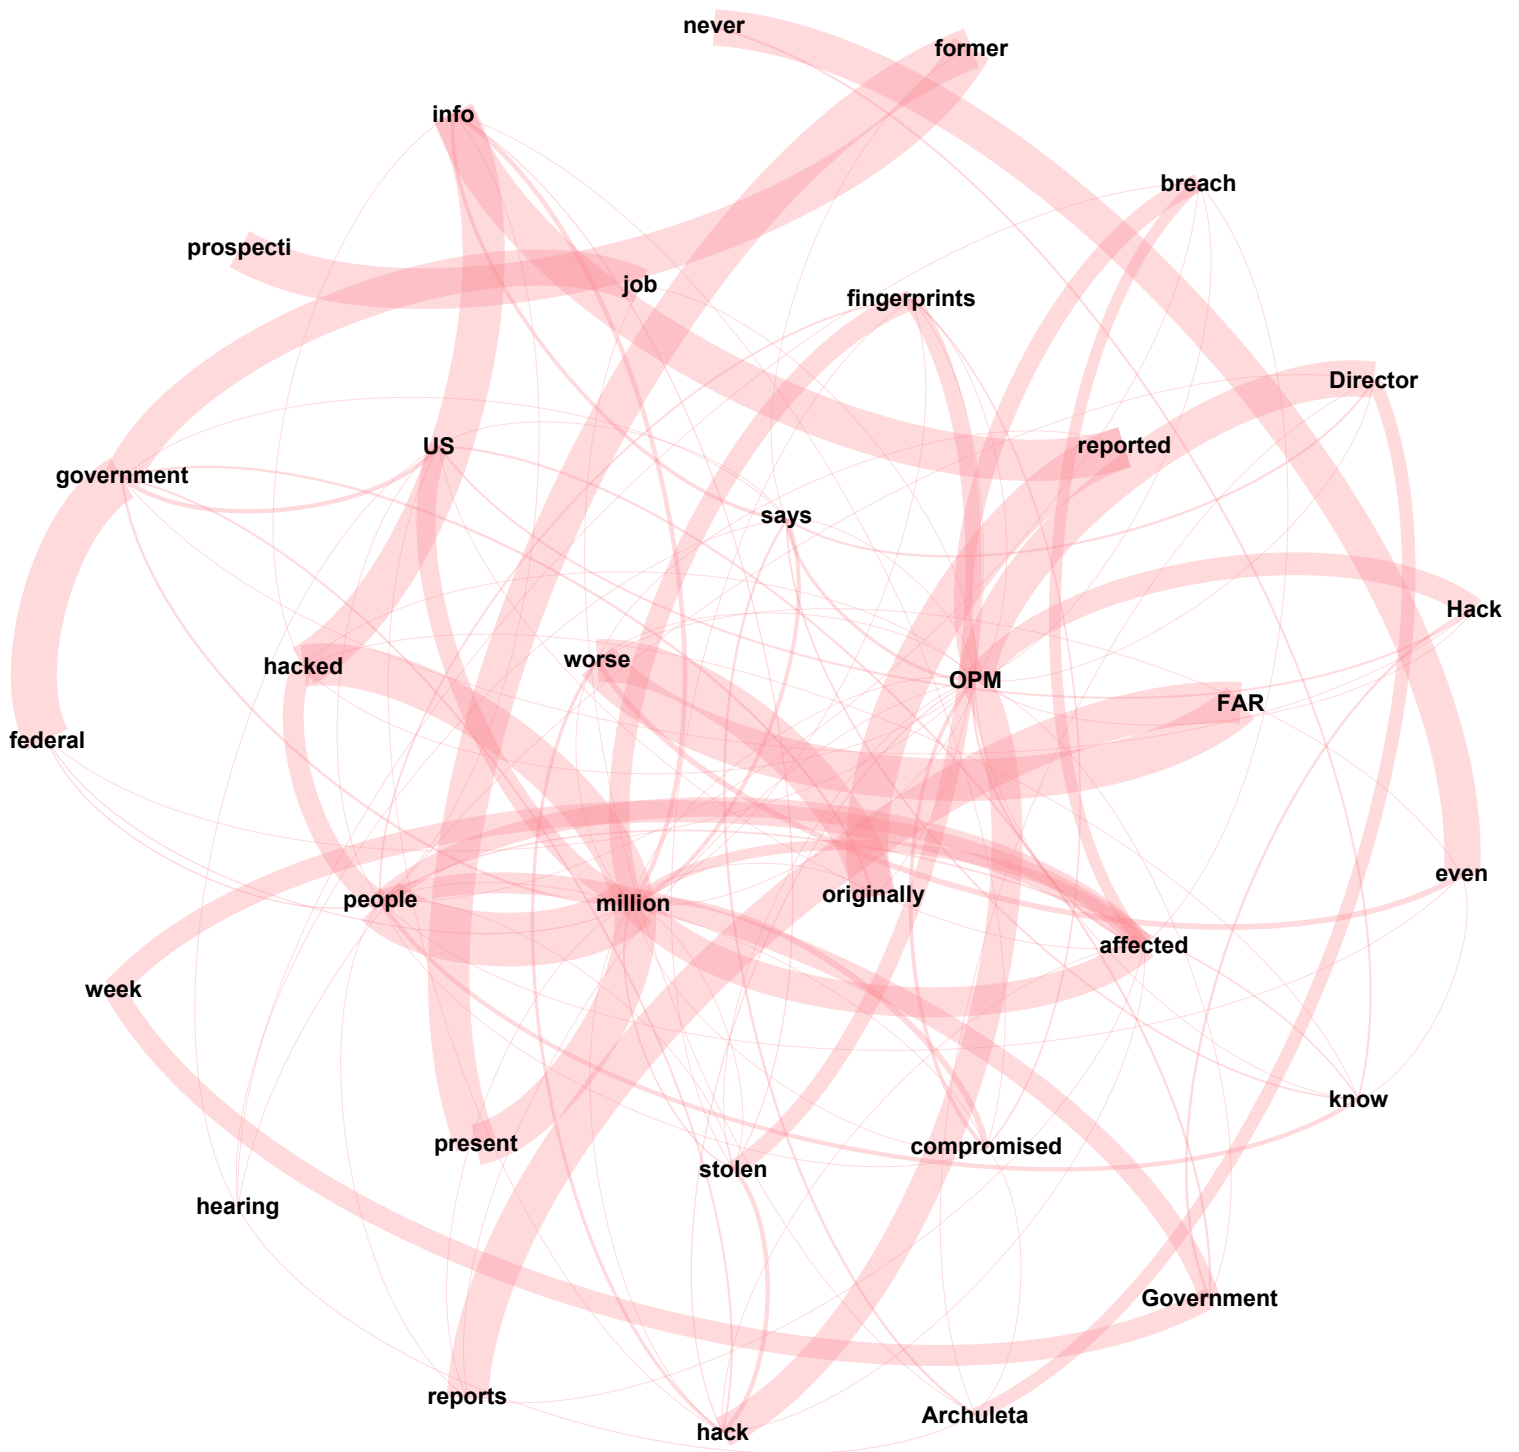 never
former
info
breach
prospecti
job
fingerprints
Director
US
reported
government
says
Hack
worse
hacked
OPM
FAR
federal
even
people
million
originally
affected
week
know
present
compromised
stolen
hearing
Government
reports
Archuleta
hack